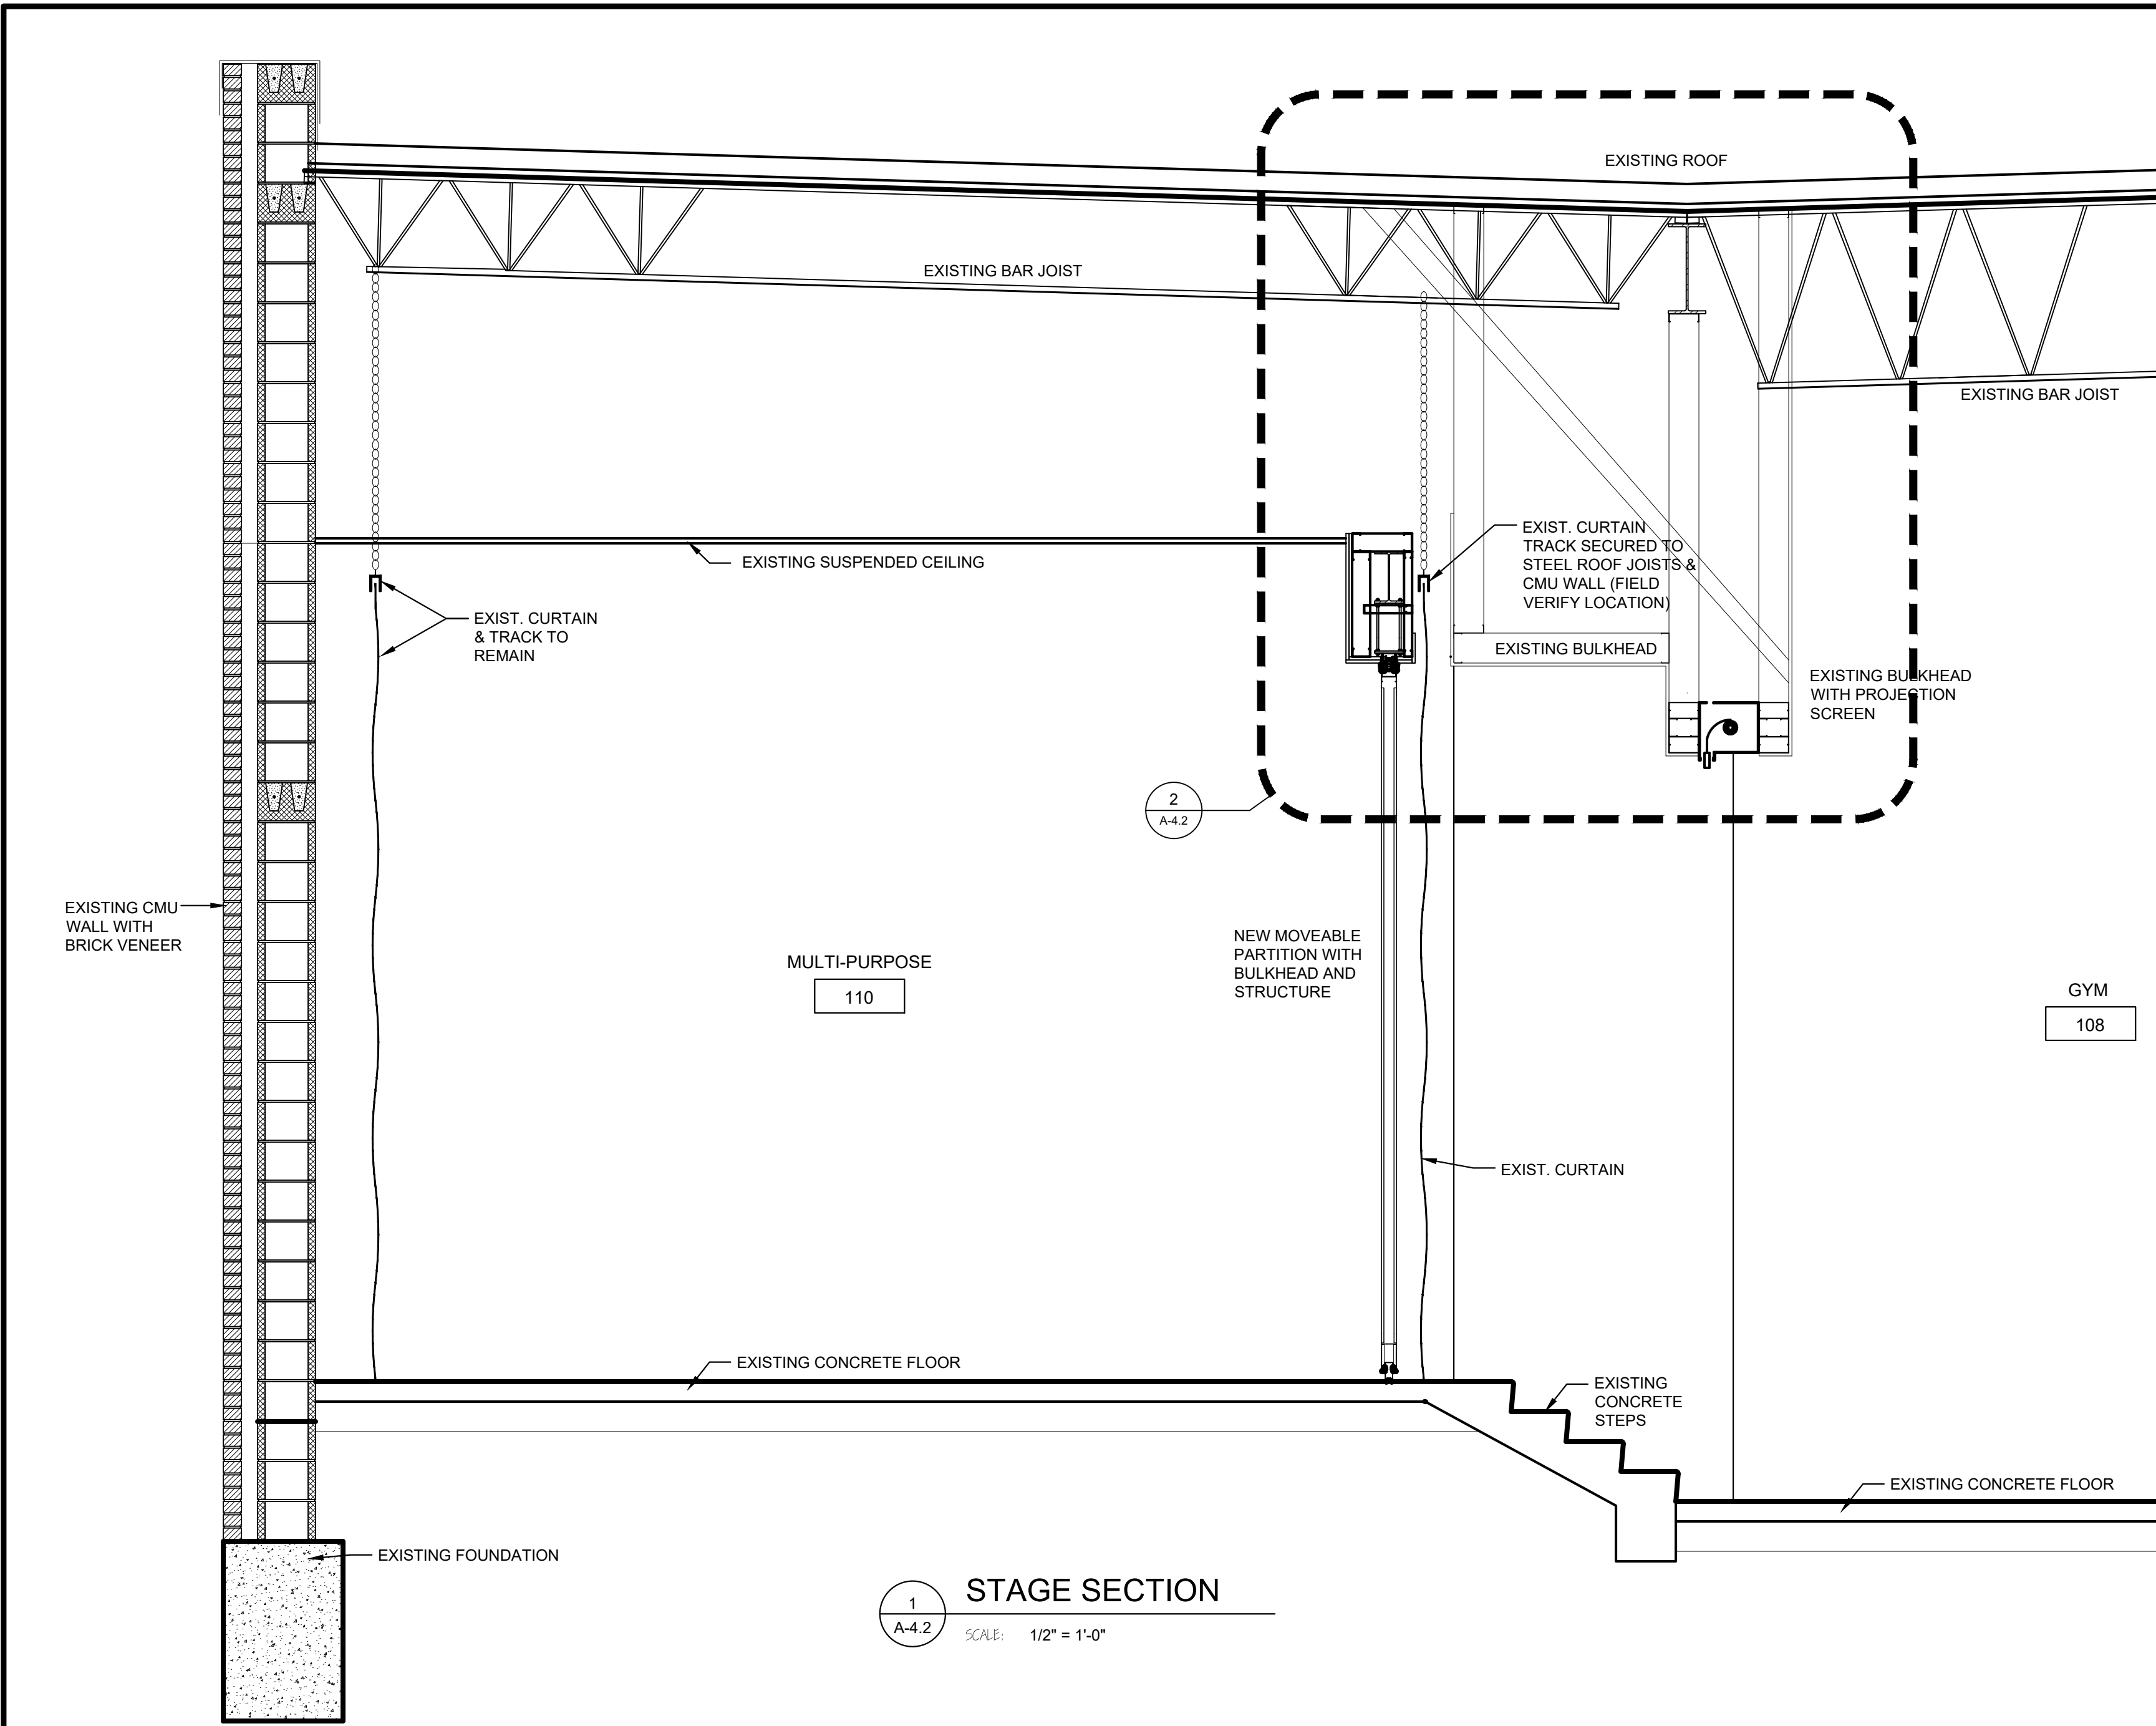 EXISTING ROOF
EXISTING BAR JOIST
EXISTING BAR JOIST
EXIST. CURTAIN
TRACK SECURED TO
STEEL ROOF JOISTS &
CMU WALL (FIELD
VERIFY LOCATION)
EXISTING SUSPENDED CEILING
EXIST. CURTAIN
& TRACK TO
REMAIN
EXISTING BULKHEAD
EXISTING BULKHEAD
WITH PROJECTION
SCREEN
2
A-4.2
EXISTING CMU
WALL WITH
BRICK VENEER
NEW MOVEABLE
PARTITION WITH
BULKHEAD AND
STRUCTURE
MULTI-PURPOSE
110
GYM
108
EXIST. CURTAIN
EXISTING CONCRETE FLOOR
EXISTING
CONCRETE
STEPS
EXISTING CONCRETE FLOOR
EXISTING FOUNDATION
1
A-4.2
STAGE SECTION
SCALE: 1/2" = 1'-0"